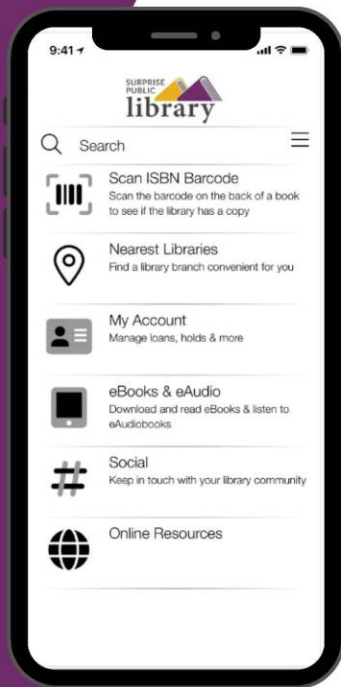 9:41
SURPRISE
PUBLIC
library
Search
Scan ISBN Barcode
Scan the barcode on the back of a book
to see if the library has a copy
Nearest Libraries
Find a library branch convenient for you
My Account
Manage loans, holds & more
eBooks & eAudio
Download and read eBooks & listen to
eAudiobooks
Social
Keep in touch with your library community
Online Resources